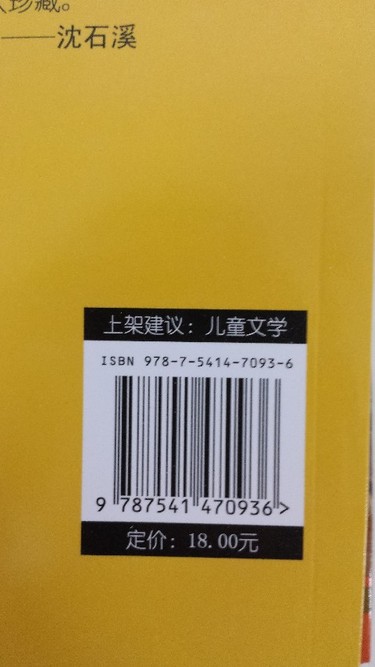 人珍藏。
——沈石溪
上架建议：儿童文学
ISBN 978-7-5414-7093-6
9 787541 470936 >
定价：18.00元